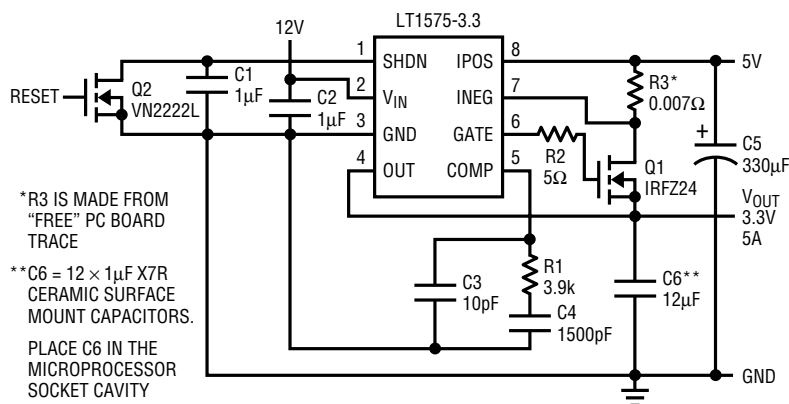 LT1575-3.3
12V
1
SHDN
IPOS
8
5V
RESET
Q2
VN2222L
C1
1µF
C2
1µF
2
VIN
INEG
7
R3*
0.007Ω
3
GND
GATE
6
R2
5Ω
Q1
IRFZ24
+
C5
330µF
4
OUT
COMP
5
VOUT
3.3V
5A
*R3 IS MADE FROM
“FREE” PC BOARD
TRACE
**C6 = 12 × 1µF X7R
CERAMIC SURFACE
MOUNT CAPACITORS.
PLACE C6 IN THE
MICROPROCESSOR
SOCKET CAVITY
C3
10pF
R1
3.9k
C4
1500pF
C6**
12µF
GND